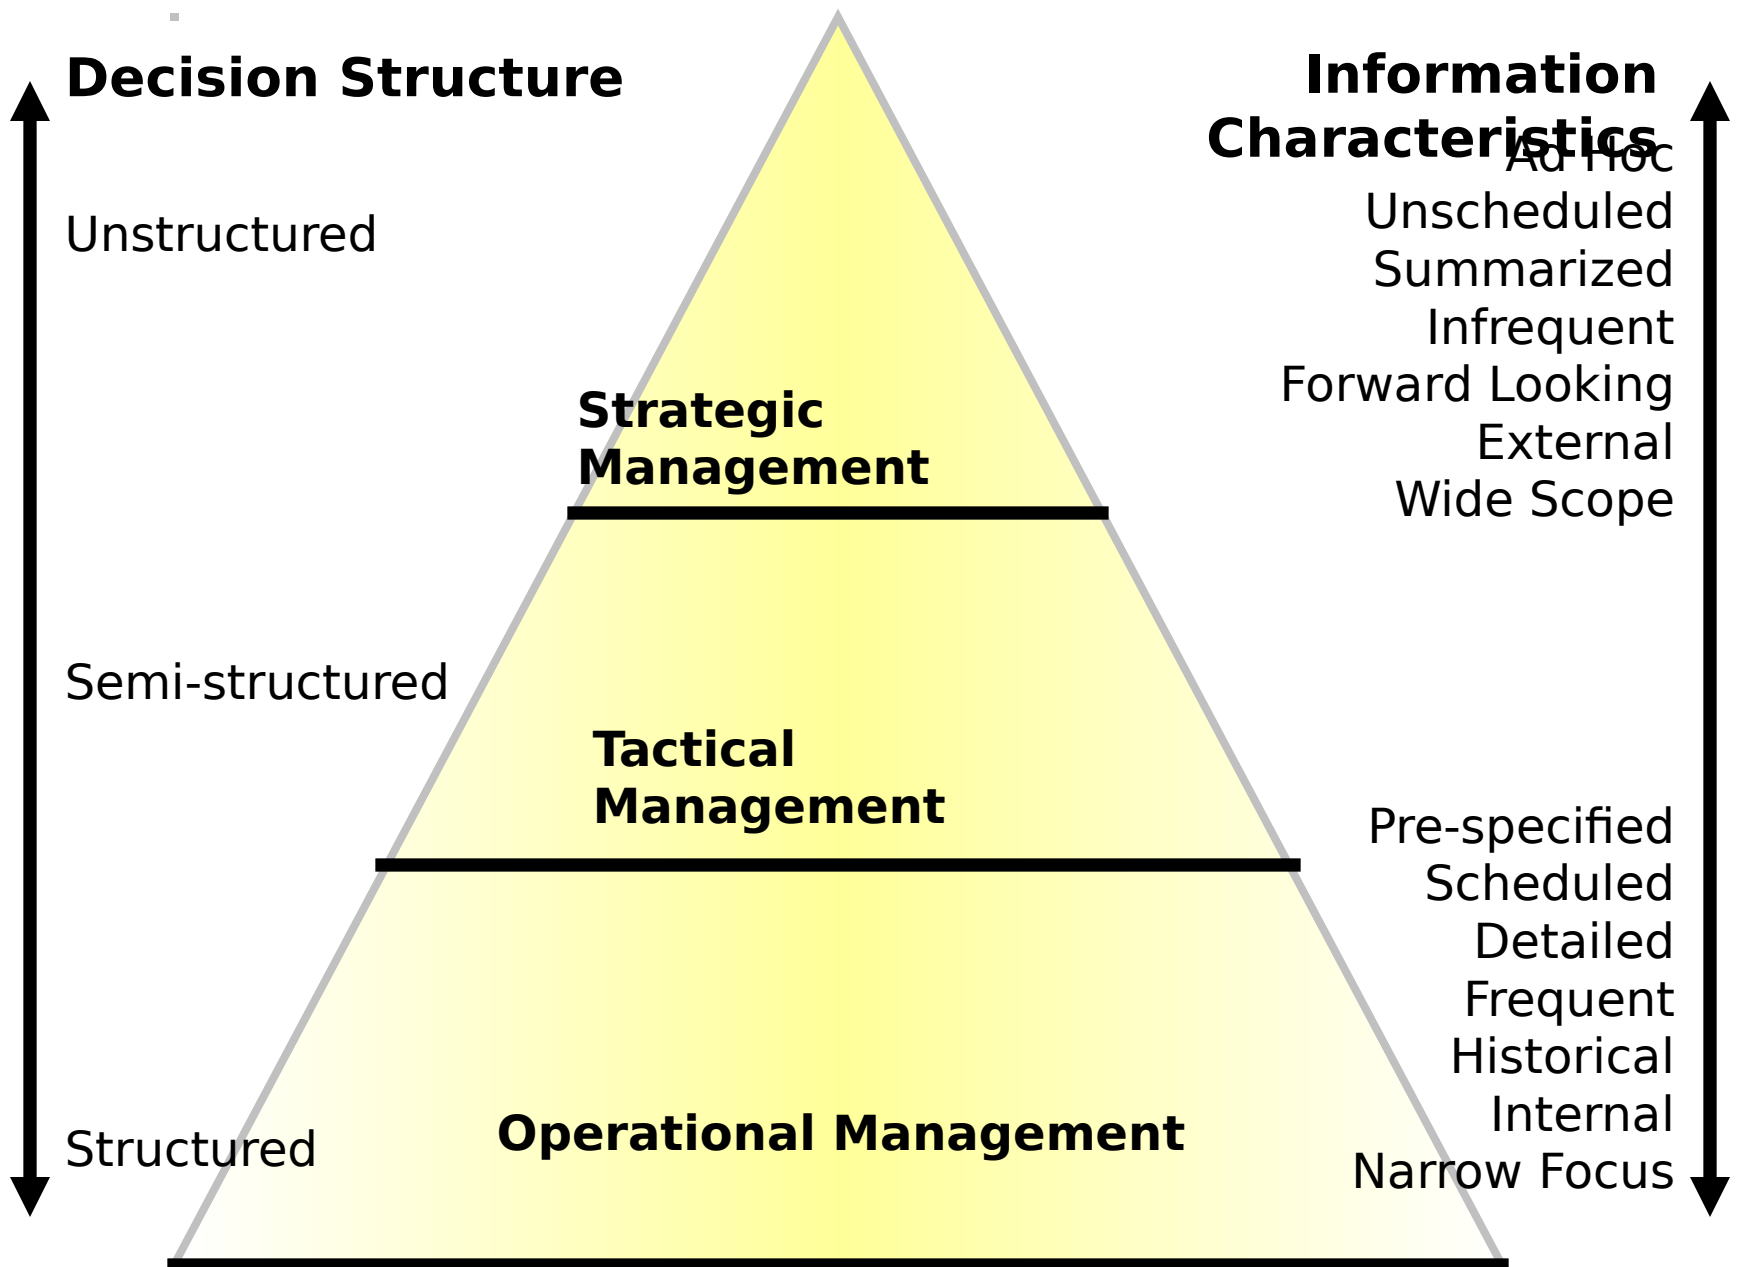 Decision Structure
Information
Characteristics
Ad Hoc
Unstructured
Unscheduled
Summarized
Infrequent
Forward Looking
External
Wide Scope
Strategic
Management
Semi-structured
Tactical
Management
Pre-specified
Scheduled
Detailed
Frequent
Historical
Internal
Narrow Focus
Structured
Operational Management